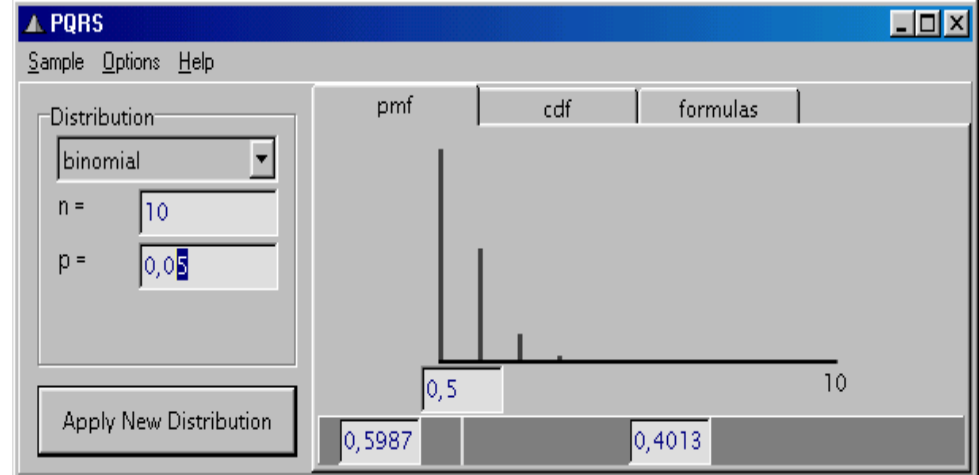 PQRS
Sample Options Help
Distribution
binomial
n = 10
p = 0,05
Apply New Distribution
pmf cdf formulas
10
0,5
0,5987 0,4013